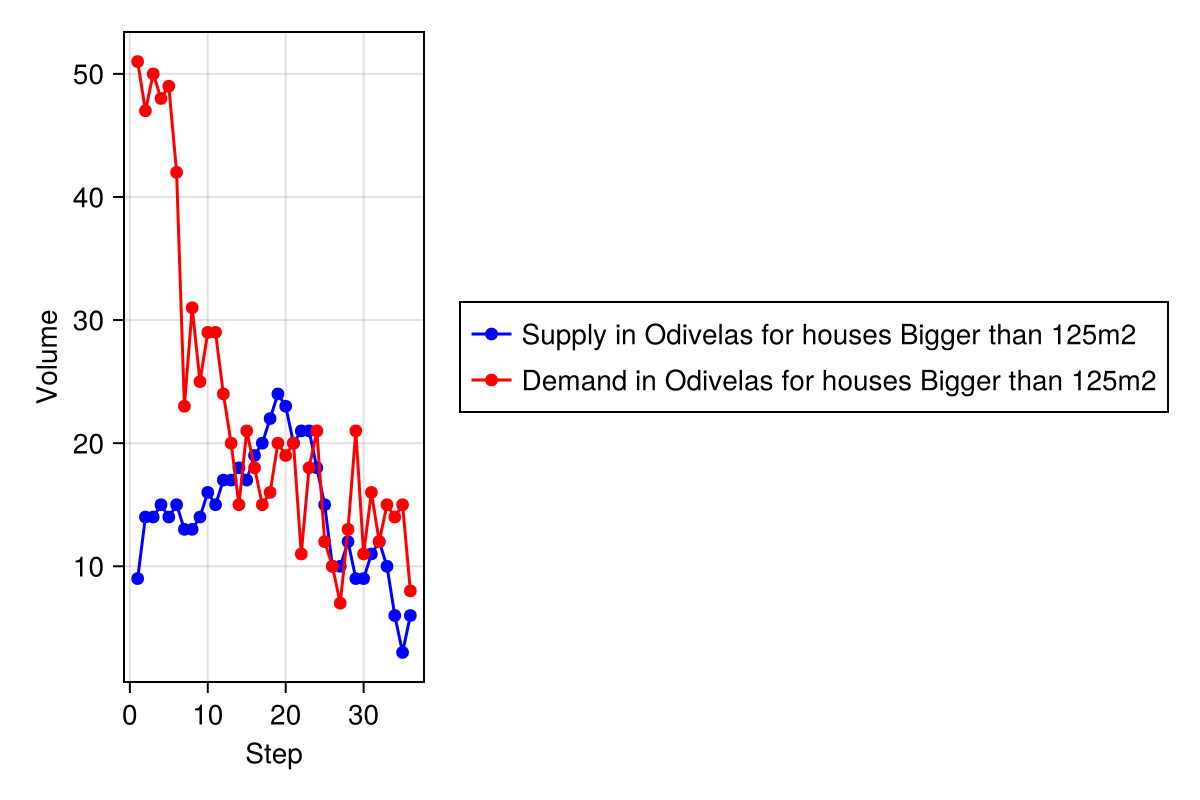 50
40
30
20
10
Volume
0 10 20 30
Step
Supply in Odivelas for houses Bigger than 125m2
Demand in Odivelas for houses Bigger than 125m2